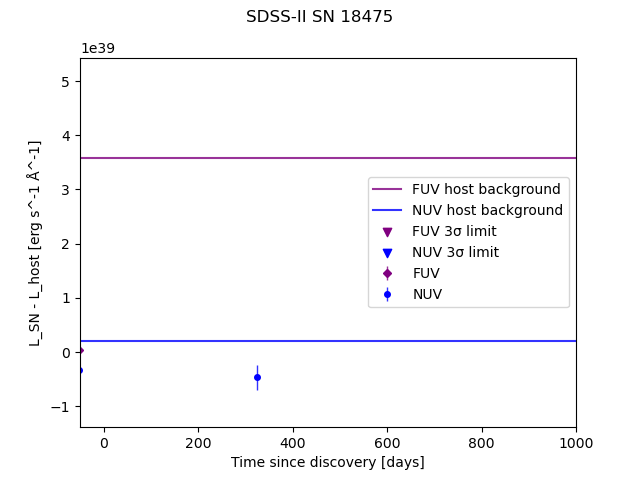 SDSS-II SN 18475
1e39
L_SN - L_host [erg s^-1 Å^-1]
5
4
3
2
1
0
−1
FUV host background
NUV host background
FUV 3σ limit
NUV 3σ limit
FUV
NUV
0 200 400 600 800 1000
Time since discovery [days]